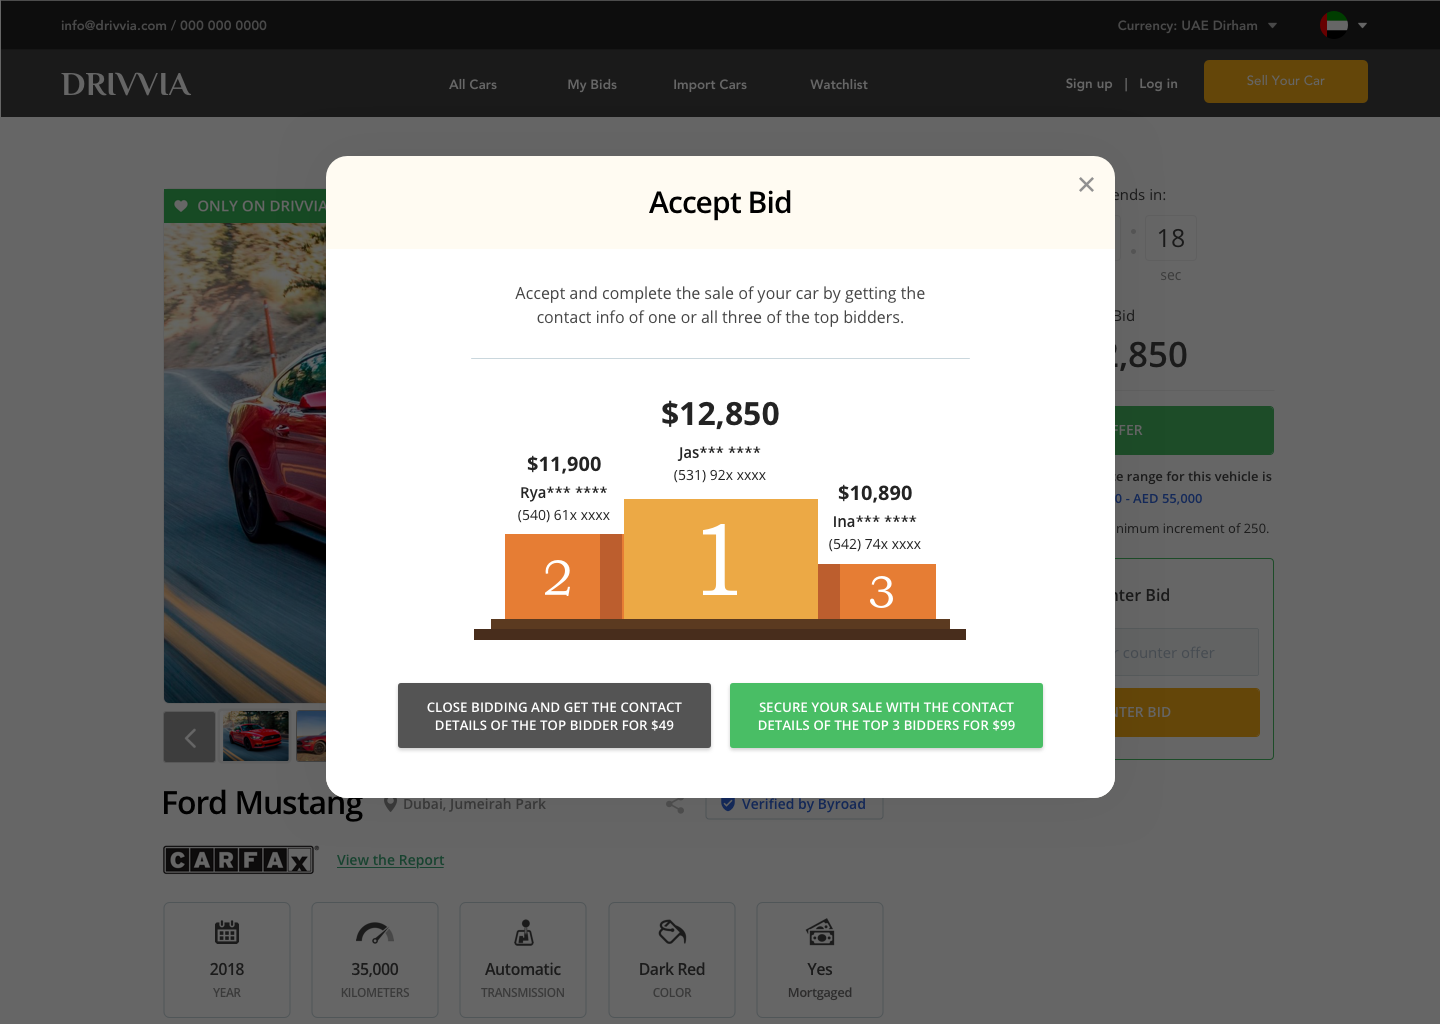 info@drivvia.com / 000 000 0000
Currency: UAE Dirham
DRIVVIA
All Cars
My Bids
Import Cars
Watchlist
Sign up | Log in
Sell Your Car
ONLY ON DRIVVIA
ends in:
18
sec
Bid
,850
Accept Bid
Accept and complete the sale of your car by getting the
contact info of one or all three of the top bidders.
$12,850
Jas*** ****
(531) 92x xxxx
$11,900
Rya*** ****
(540) 61x xxxx
$10,890
Ina*** ****
(542) 74x xxxx
2
1
3
CLOSE BIDDING AND GET THE CONTACT
DETAILS OF THE TOP BIDDER FOR $49
SECURE YOUR SALE WITH THE CONTACT
DETAILS OF THE TOP 3 BIDDERS FOR $99
FFER
e range for this vehicle is
0 - AED 55,000
nimum increment of 250.
nter Bid
counter offer
NTER BID
Ford Mustang
Dubai, Jumeirah Park
Verified by Byroad
CARFAX
View the Report
2018
YEAR
35,000
KILOMETERS
Automatic
TRANSMISSION
Dark Red
COLOR
Yes
Mortgaged